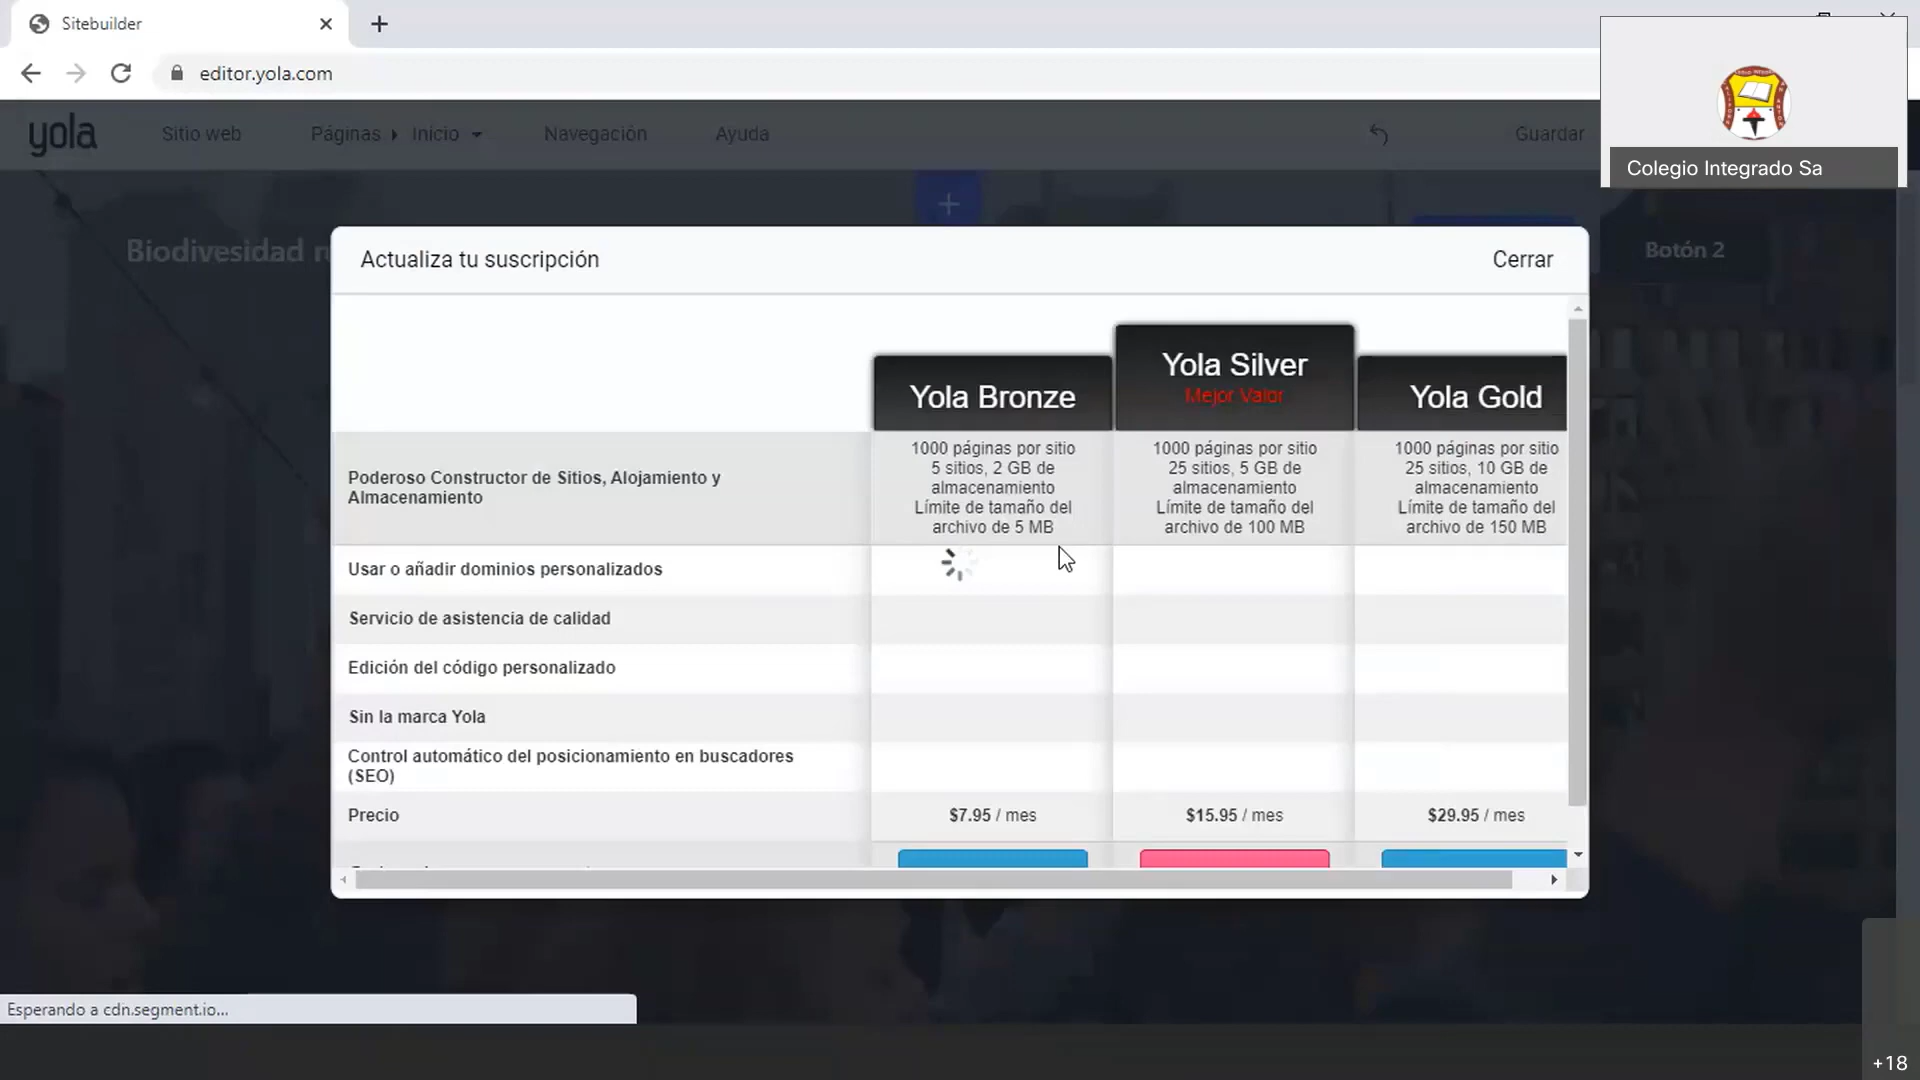 Sitebuilder
editor.yola.com
yola
Sitio web
Páginas
Inicio
Navegación
Ayuda
Guardar
Colegio Integrado Sa
Biodivesidad
Botón 2
Actualiza tu suscripción
Cerrar
Yola Bronze
Yola Silver
Mejor Valor
Yola Gold
Poderoso Constructor de Sitios, Alojamiento y
Almacenamiento
1000 páginas por sitio
5 sitios, 2 GB de
almacenamiento
Límite de tamaño del
archivo de 5 MB
1000 páginas por sitio
25 sitios, 5 GB de
almacenamiento
Límite de tamaño del
archivo de 100 MB
1000 páginas por sitio
25 sitios, 10 GB de
almacenamiento
Límite de tamaño del
archivo de 150 MB
Usar o añadir dominios personalizados
Servicio de asistencia de calidad
Edición del código personalizado
Sin la marca Yola
Control automático del posicionamiento en buscadores
(SEO)
Precio
$7.95 / mes
$15.95 / mes
$29.95 / mes
Esperando a cdn.segment.io...
+18